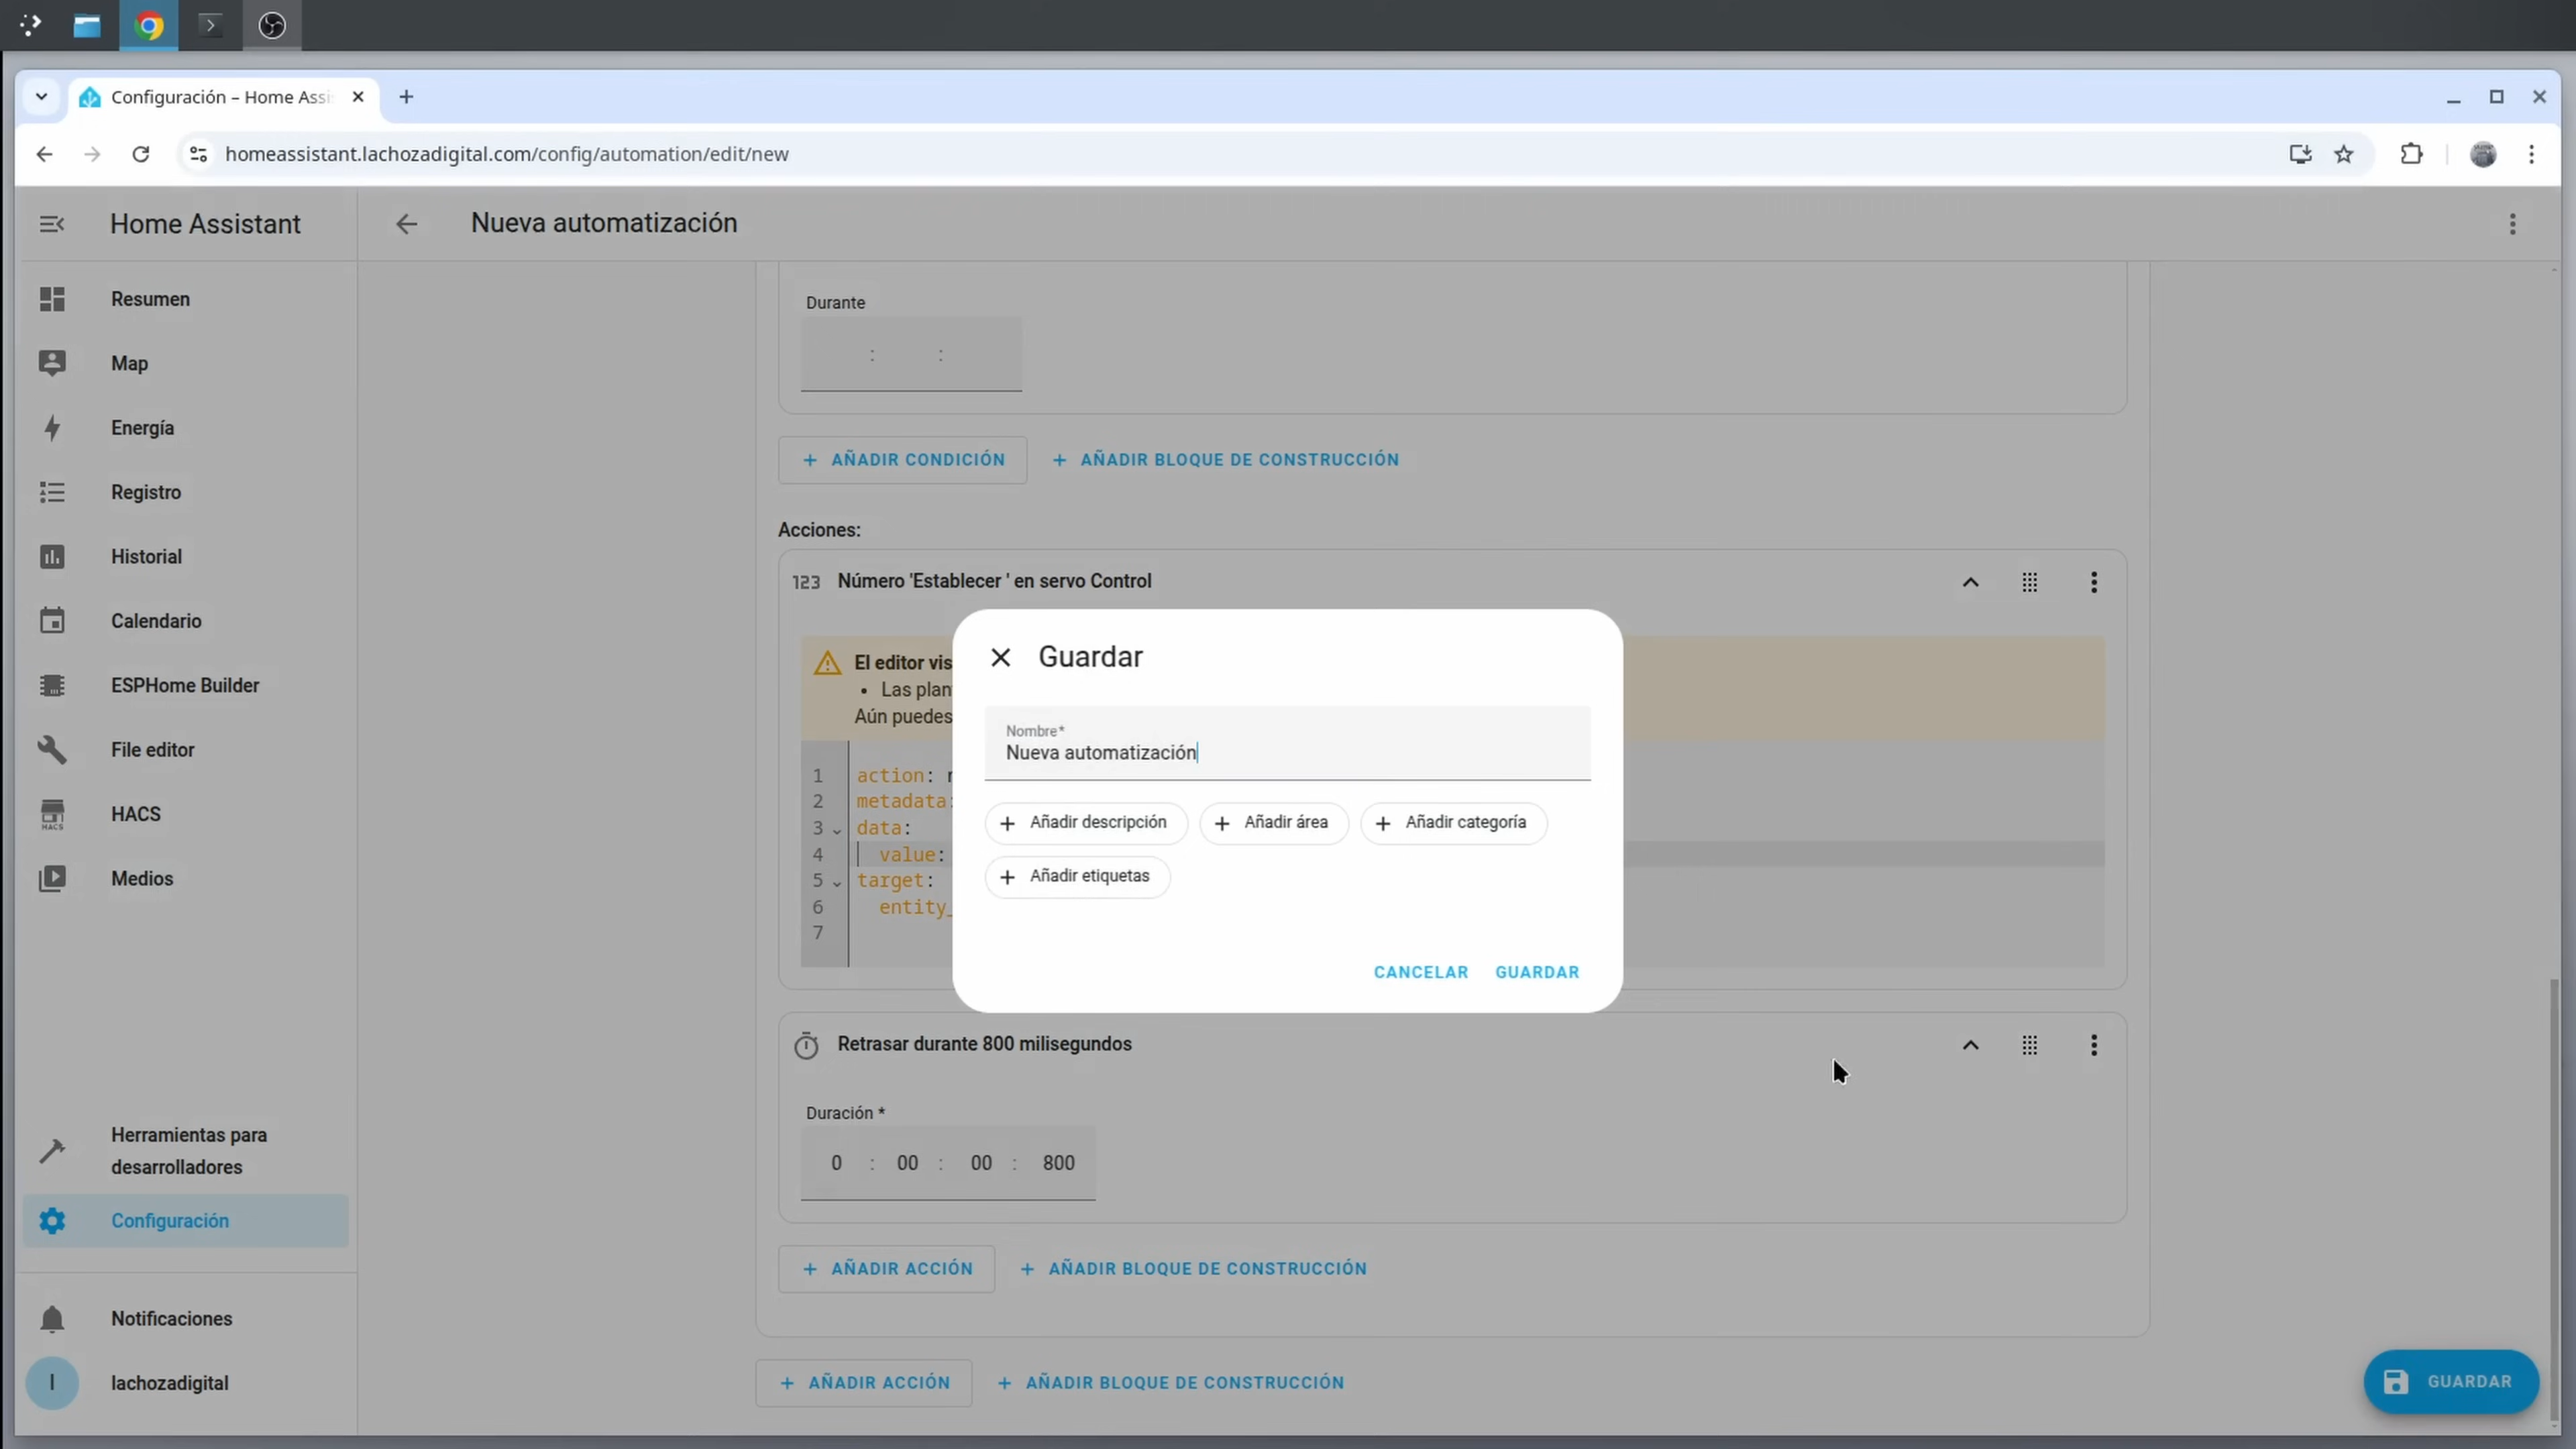 Configuración – Home Assi
homeassistant.lachozadigital.com/config/automation/edit/new
Home Assistant
Nueva automatización
Resumen
Map
Energía
Registro
Historial
Calendario
ESPHome Builder
File editor
HACS
HACS
Medios
Herramientas para
desarrolladores
Configuración
Notificaciones
l
lachozadigital
Durante
: :
+ AÑADIR CONDICIÓN + AÑADIR BLOQUE DE CONSTRUCCIÓN
Acciones:
123 Número 'Establecer ' en servo Control
El editor vis
• Las plan
Aún puedes
1 action:
2 metadata:
3 data:
4 value:
5 target:
6 entity_
7
Guardar
Nombre*
Nueva automatización
+ Añadir descripción + Añadir área + Añadir categoría
+ Añadir etiquetas
CANCELAR GUARDAR
Retrasar durante 800 milisegundos
Duración *
0 : 00 : 00 : 800
+ AÑADIR ACCIÓN + AÑADIR BLOQUE DE CONSTRUCCIÓN
+ AÑADIR ACCIÓN + AÑADIR BLOQUE DE CONSTRUCCIÓN
GUARDAR